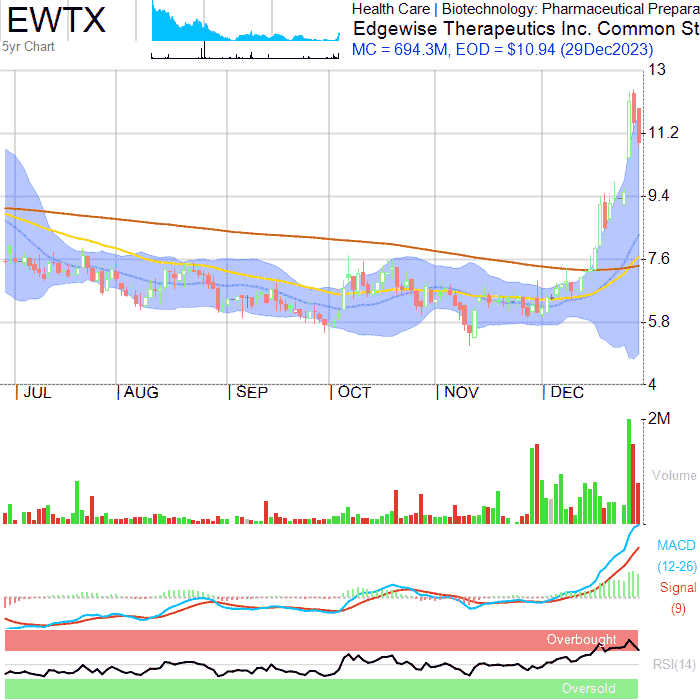 EWTX
5yr Chart
Health Care | Biotechnology: Pharmaceutical Prepara
Edgewise Therapeutics Inc. Common St
MC = 694.3M, EOD = $10.94 (29Dec2023)
13
11.2
9.4
7.6
5.8
4
JUL AUG SEP OCT NOV DEC
2M
Volume
MACD
(12-26)
Signal
(9)
Overbought
RSI(14)
Oversold